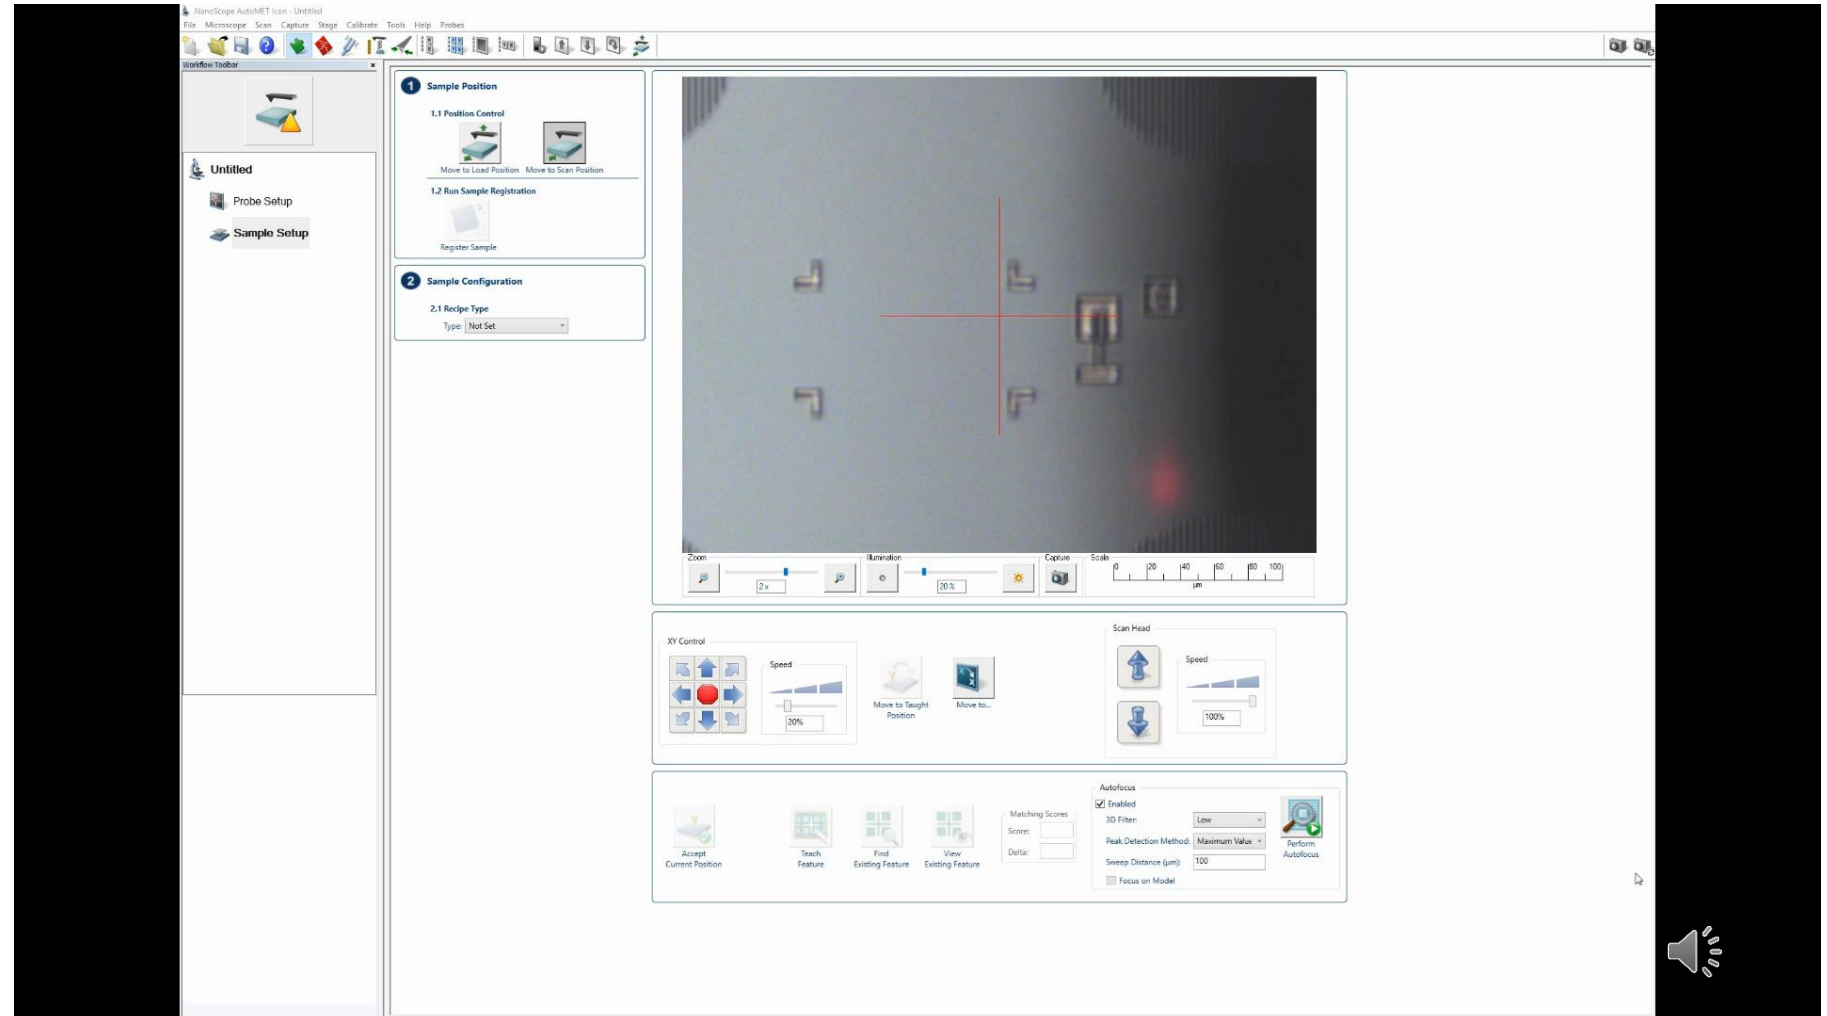 NanoScope AutoMET Icon - Untitled
File Microscope Scan Capture Stage Calibrate Tools Help Probes
Workflow Toolbar
Untitled
Probe Setup
Sample Setup
1 Sample Position
1.1 Position Control
Move to Load Position Move to Scan Position
1.2 Run Sample Registration
Register Sample
2 Sample Configuration
2.1 Recipe Type
Type: Not Set
Zoom
2x
Illumination
20%
Capture
Scale
0 20 40 60 80 100
µm
XY Control
Speed
20%
Move to Taught
Position
Move to...
Scan Head
Speed
100%
Accept
Current Position
Teach
Feature
Find
Existing Feature
View
Existing Feature
Matching Scores
Score:
Delta:
Autofocus
Enabled
3D Filter: Low
Peak Detection Method: Maximum Value
Sweep Distance (µm): 100
Focus on Model
Perform
Autofocus